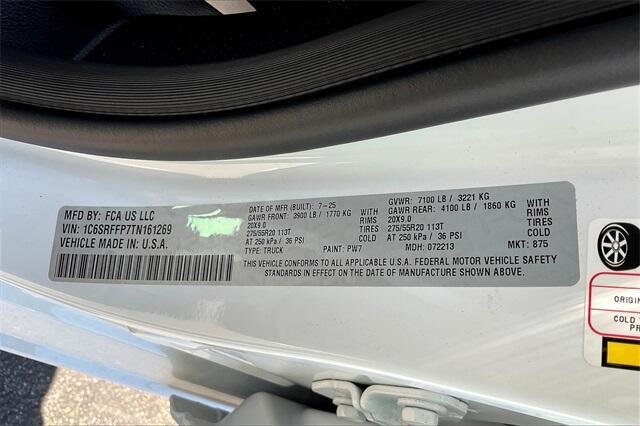 MFD BY: FCA US LLC
VIN: 1C6SRFFP7TN161269
VEHICLE MADE IN U.S.A.
DATE OF MFR (BUILT): 7-25
GAWR FRONT: 3900 LB / 1770 KG WITH
20X9.0 RIMS
275/55R20 113T TIRES
AT 250 kPa / 36 PSI COLD
TYPE: TRUCK PAINT: PW7
GVWR: 7100 LB / 3221 KG
GAWR REAR: 4100 LB / 1860 KG WITH
20X9.0 RIMS
275/55R20 113T TIRES
AT 250 kPa / 36 PSI COLD
MDH: 072213 MKT: 875
THIS VEHICLE CONFORMS TO ALL APPLICABLE U.S.A. FEDERAL MOTOR VEHICLE SAFETY
STANDARDS IN EFFECT ON THE DATE OF MANUFACTURE SHOWN ABOVE.
COLD